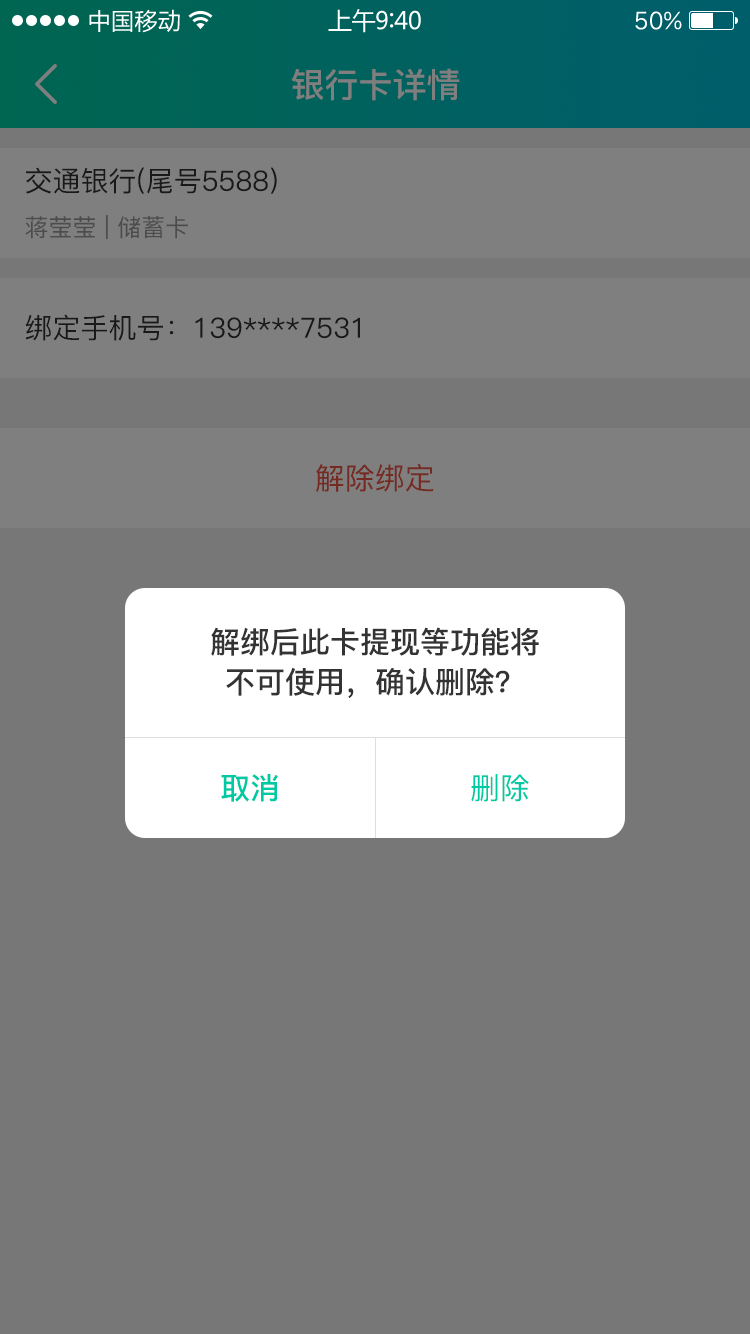 中国移动 上午9:40 50%
银行卡详情
交通银行(尾号5588)
蒋莹莹 | 储蓄卡
绑定手机号：139****7531
解除绑定
解绑后此卡提现等功能将
不可使用，确认删除?
取消 删除